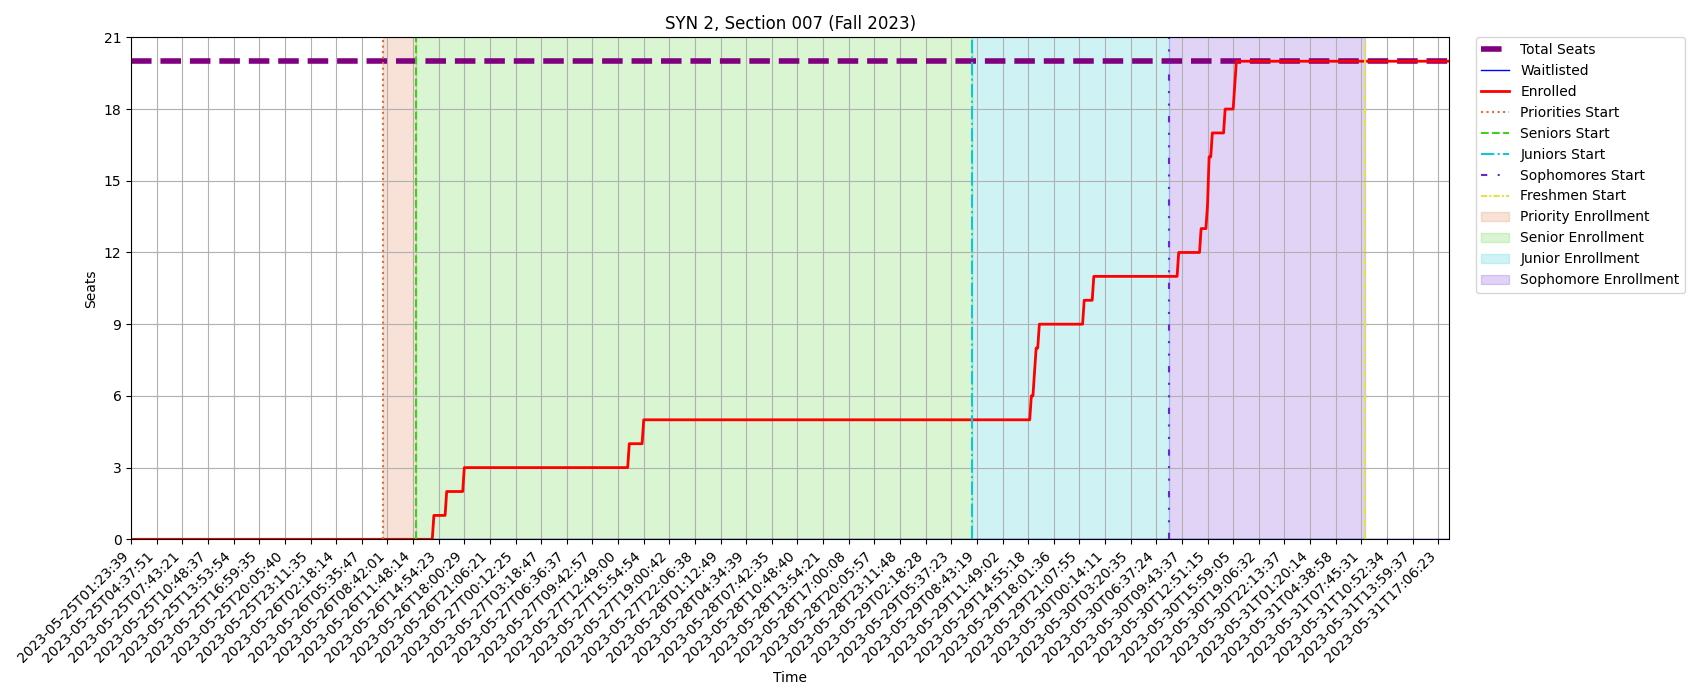 SYN 2, Section 007 (Fall 2023)
21
18
15
12
9
6
3
0
Seats
2023-05-25T01:23:39
2023-05-25T04:37:51
2023-05-25T07:43:21
2023-05-25T10:48:37
2023-05-25T13:53:54
2023-05-25T16:59:35
2023-05-25T20:05:40
2023-05-25T23:11:35
2023-05-26T02:18:14
2023-05-26T05:35:47
2023-05-26T08:42:01
2023-05-26T11:48:14
2023-05-26T14:54:23
2023-05-26T18:00:29
2023-05-26T21:06:21
2023-05-27T00:12:25
2023-05-27T03:18:47
2023-05-27T06:36:37
2023-05-27T09:42:57
2023-05-27T12:49:00
2023-05-27T15:54:54
2023-05-27T19:00:42
2023-05-27T22:06:38
2023-05-28T01:12:49
2023-05-28T04:34:39
2023-05-28T07:42:35
2023-05-28T10:48:40
2023-05-28T13:54:21
2023-05-28T17:00:08
2023-05-28T20:05:57
2023-05-28T23:11:48
2023-05-29T02:18:28
2023-05-29T05:37:23
2023-05-29T08:43:19
2023-05-29T11:49:02
2023-05-29T14:55:18
2023-05-29T18:01:36
2023-05-29T21:07:55
2023-05-30T00:14:11
2023-05-30T03:20:35
2023-05-30T06:37:24
2023-05-30T09:43:37
2023-05-30T12:51:15
2023-05-30T15:59:05
2023-05-30T19:06:32
2023-05-30T22:13:37
2023-05-31T01:20:14
2023-05-31T04:38:58
2023-05-31T07:45:31
2023-05-31T10:52:34
2023-05-31T13:59:37
2023-05-31T17:06:23
Time
Total Seats
Waitlisted
Enrolled
Priorities Start
Seniors Start
Juniors Start
Sophomores Start
Freshmen Start
Priority Enrollment
Senior Enrollment
Junior Enrollment
Sophomore Enrollment